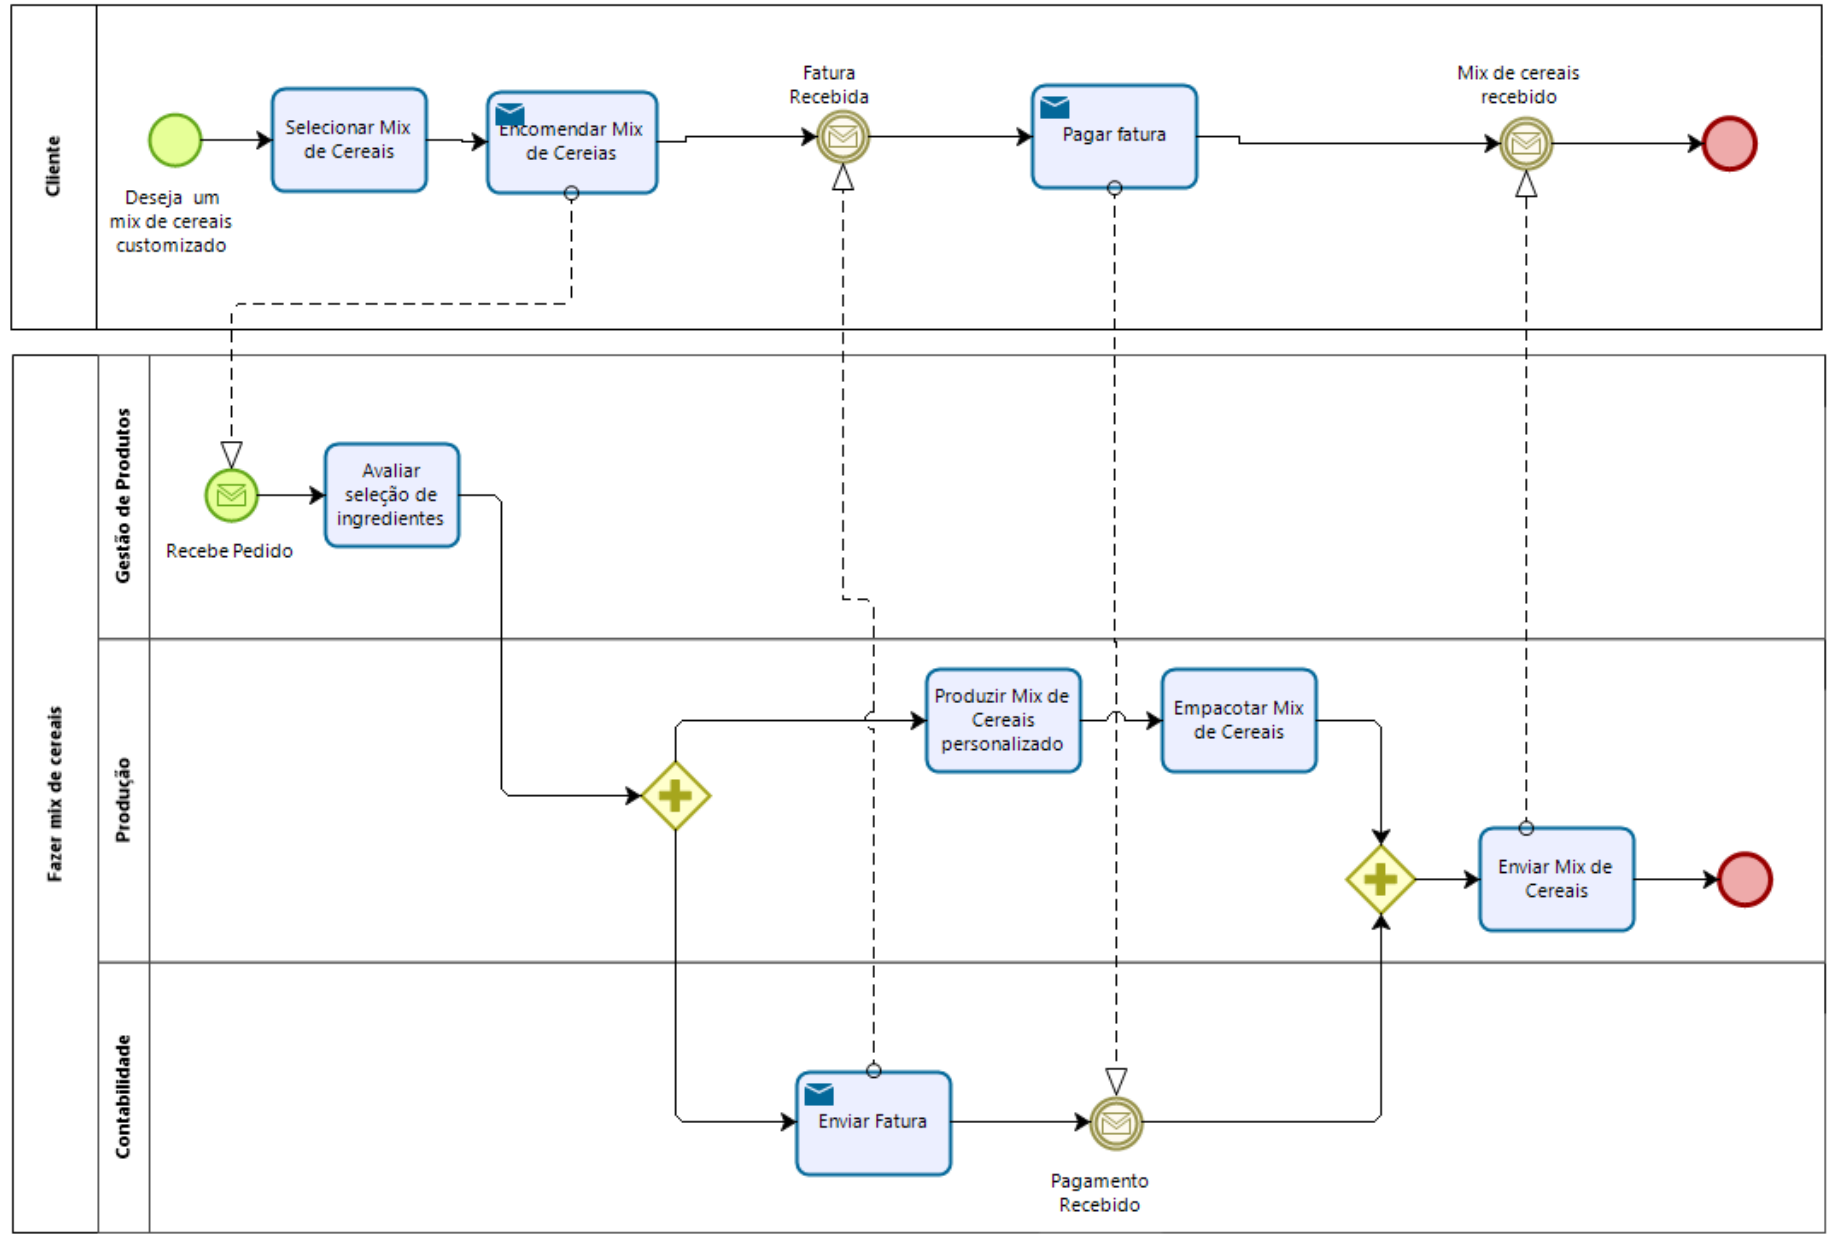 Cliente
Deseja um
mix de cereais
customizado
Selecionar Mix
de Cereais
Encomendar Mix
de Cereias
Fatura
Recebida
Pagar fatura
Mix de cereais
recebido
Fazer mix de cereais
Gestão de Produtos
Recebe Pedido
Avaliar
seleção de
ingredientes
Produção
Produzir Mix de
Cereais
personalizado
Empacotar Mix
de Cereais
Enviar Mix de
Cereais
Contabilidade
Enviar Fatura
Pagamento
Recebido